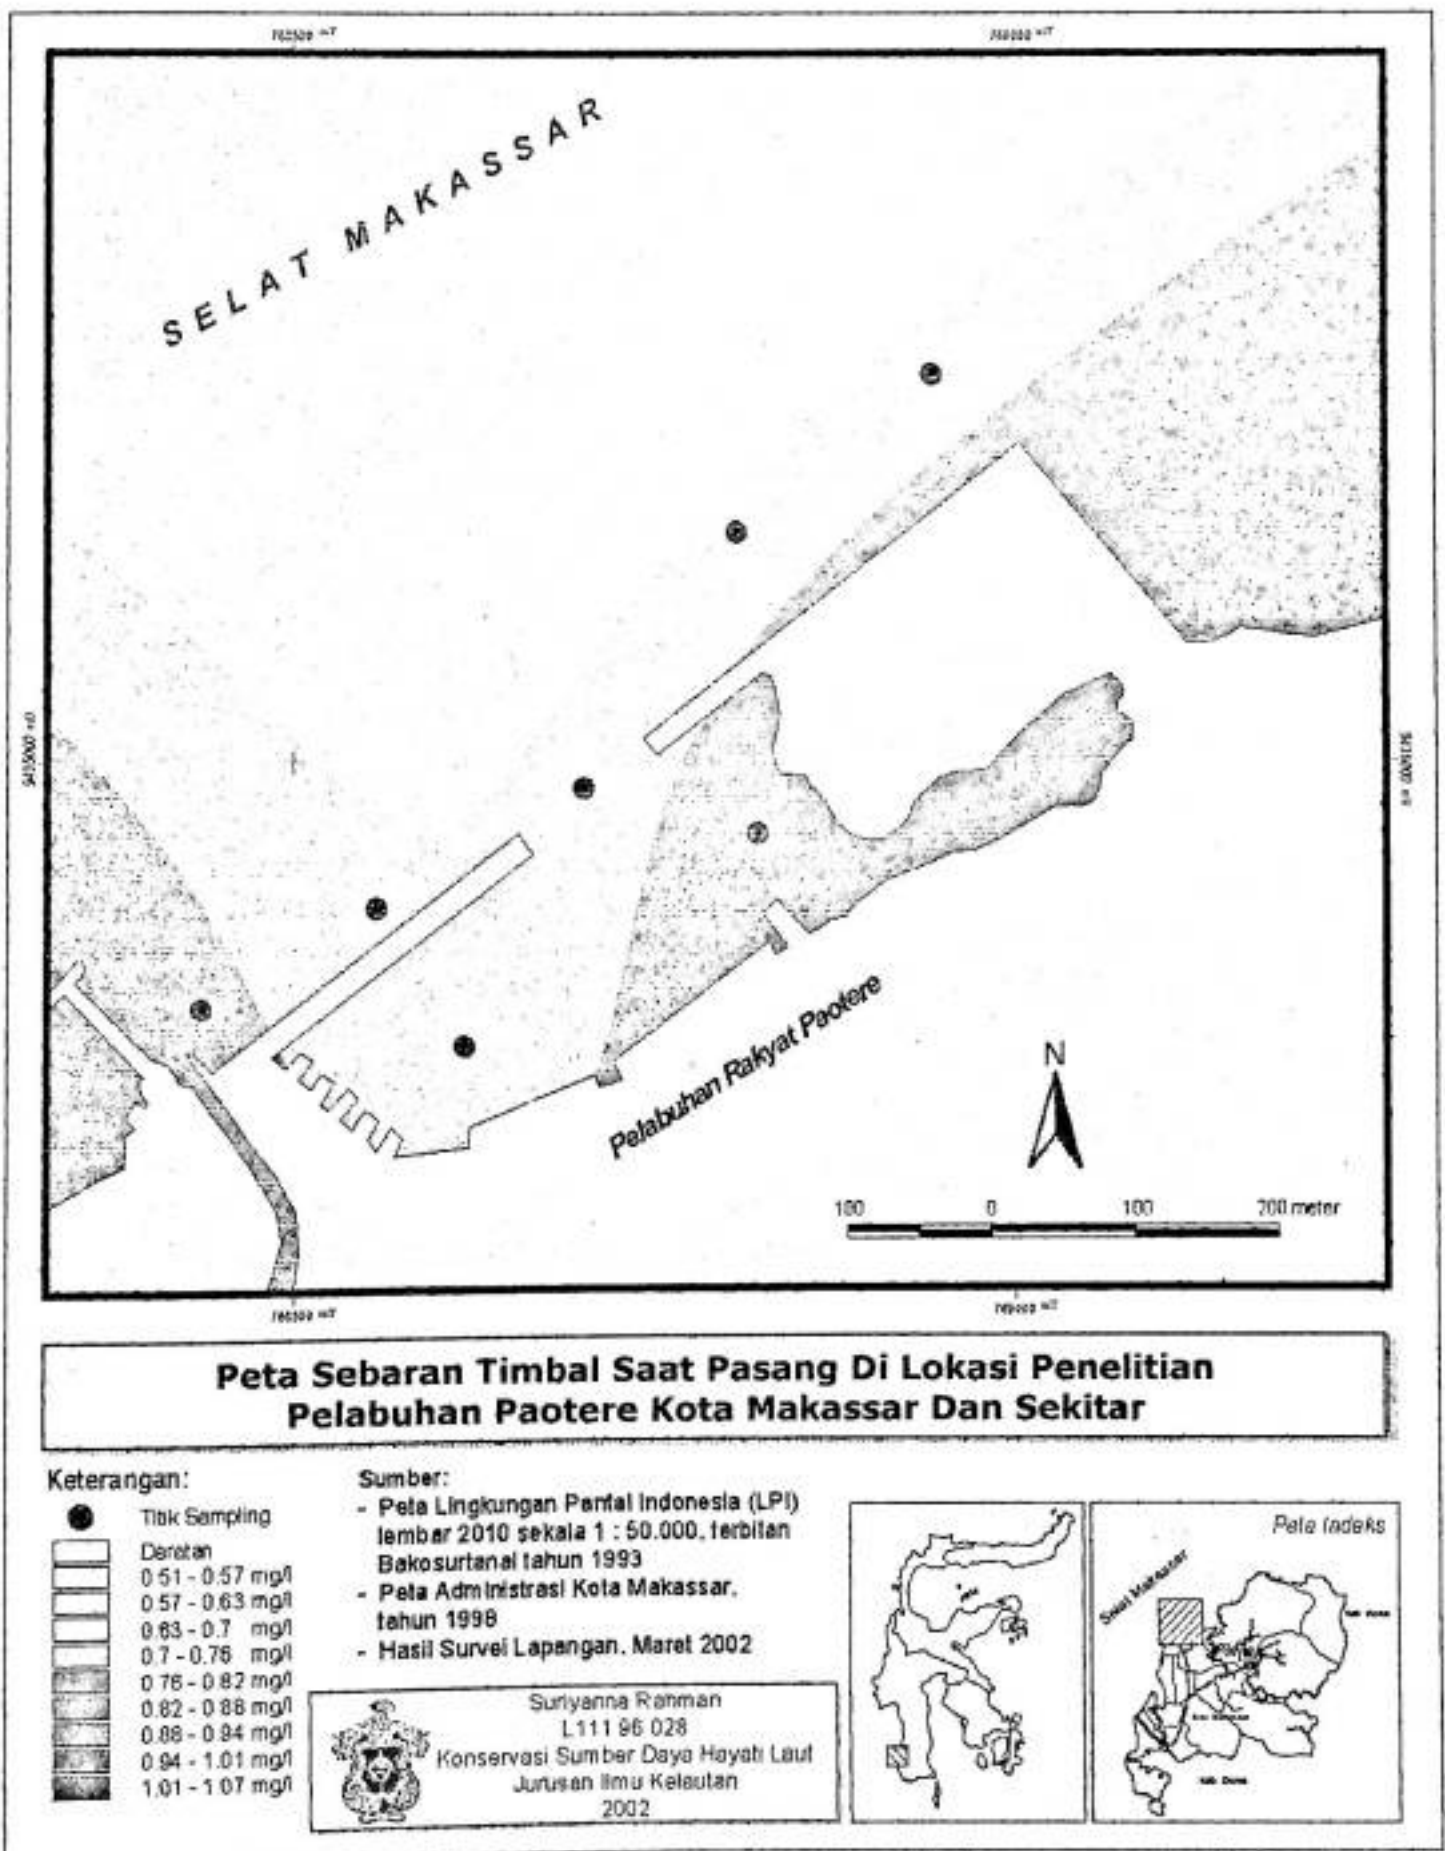 SELAT MAKASSAR
Pelabuhan Rakyat Paotere
N
100 0 100 200 meter
Peta Sebaran Timbal Saat Pasang Di Lokasi Penelitian
Pelabuhan Paotere Kota Makassar Dan Sekitar
Keterangan:
Titik Sampling
Daratan
0.51 - 0.57 mg/l
0.57 - 0.63 mg/l
0.63 - 0.7 mg/l
0.7 - 0.76 mg/l
0.76 - 0.82 mg/l
0.82 - 0.88 mg/l
0.88 - 0.94 mg/l
0.94 - 1.01 mg/l
1.01 - 1.07 mg/l
Sumber:
- Peta Lingkungan Pantai Indonesia (LPI)
lembar 2010 sekala 1 : 50.000, terbitan
Bakosurtanal tahun 1993
- Peta Administrasi Kota Makassar,
tahun 1998
- Hasil Survei Lapangan. Maret 2002
Suriyanna Rahman
L111 96 028
Konservasi Sumber Daya Hayati Laut
Jurusan Ilmu Kelautan
2002
Peta Indeks
Selat Makassar